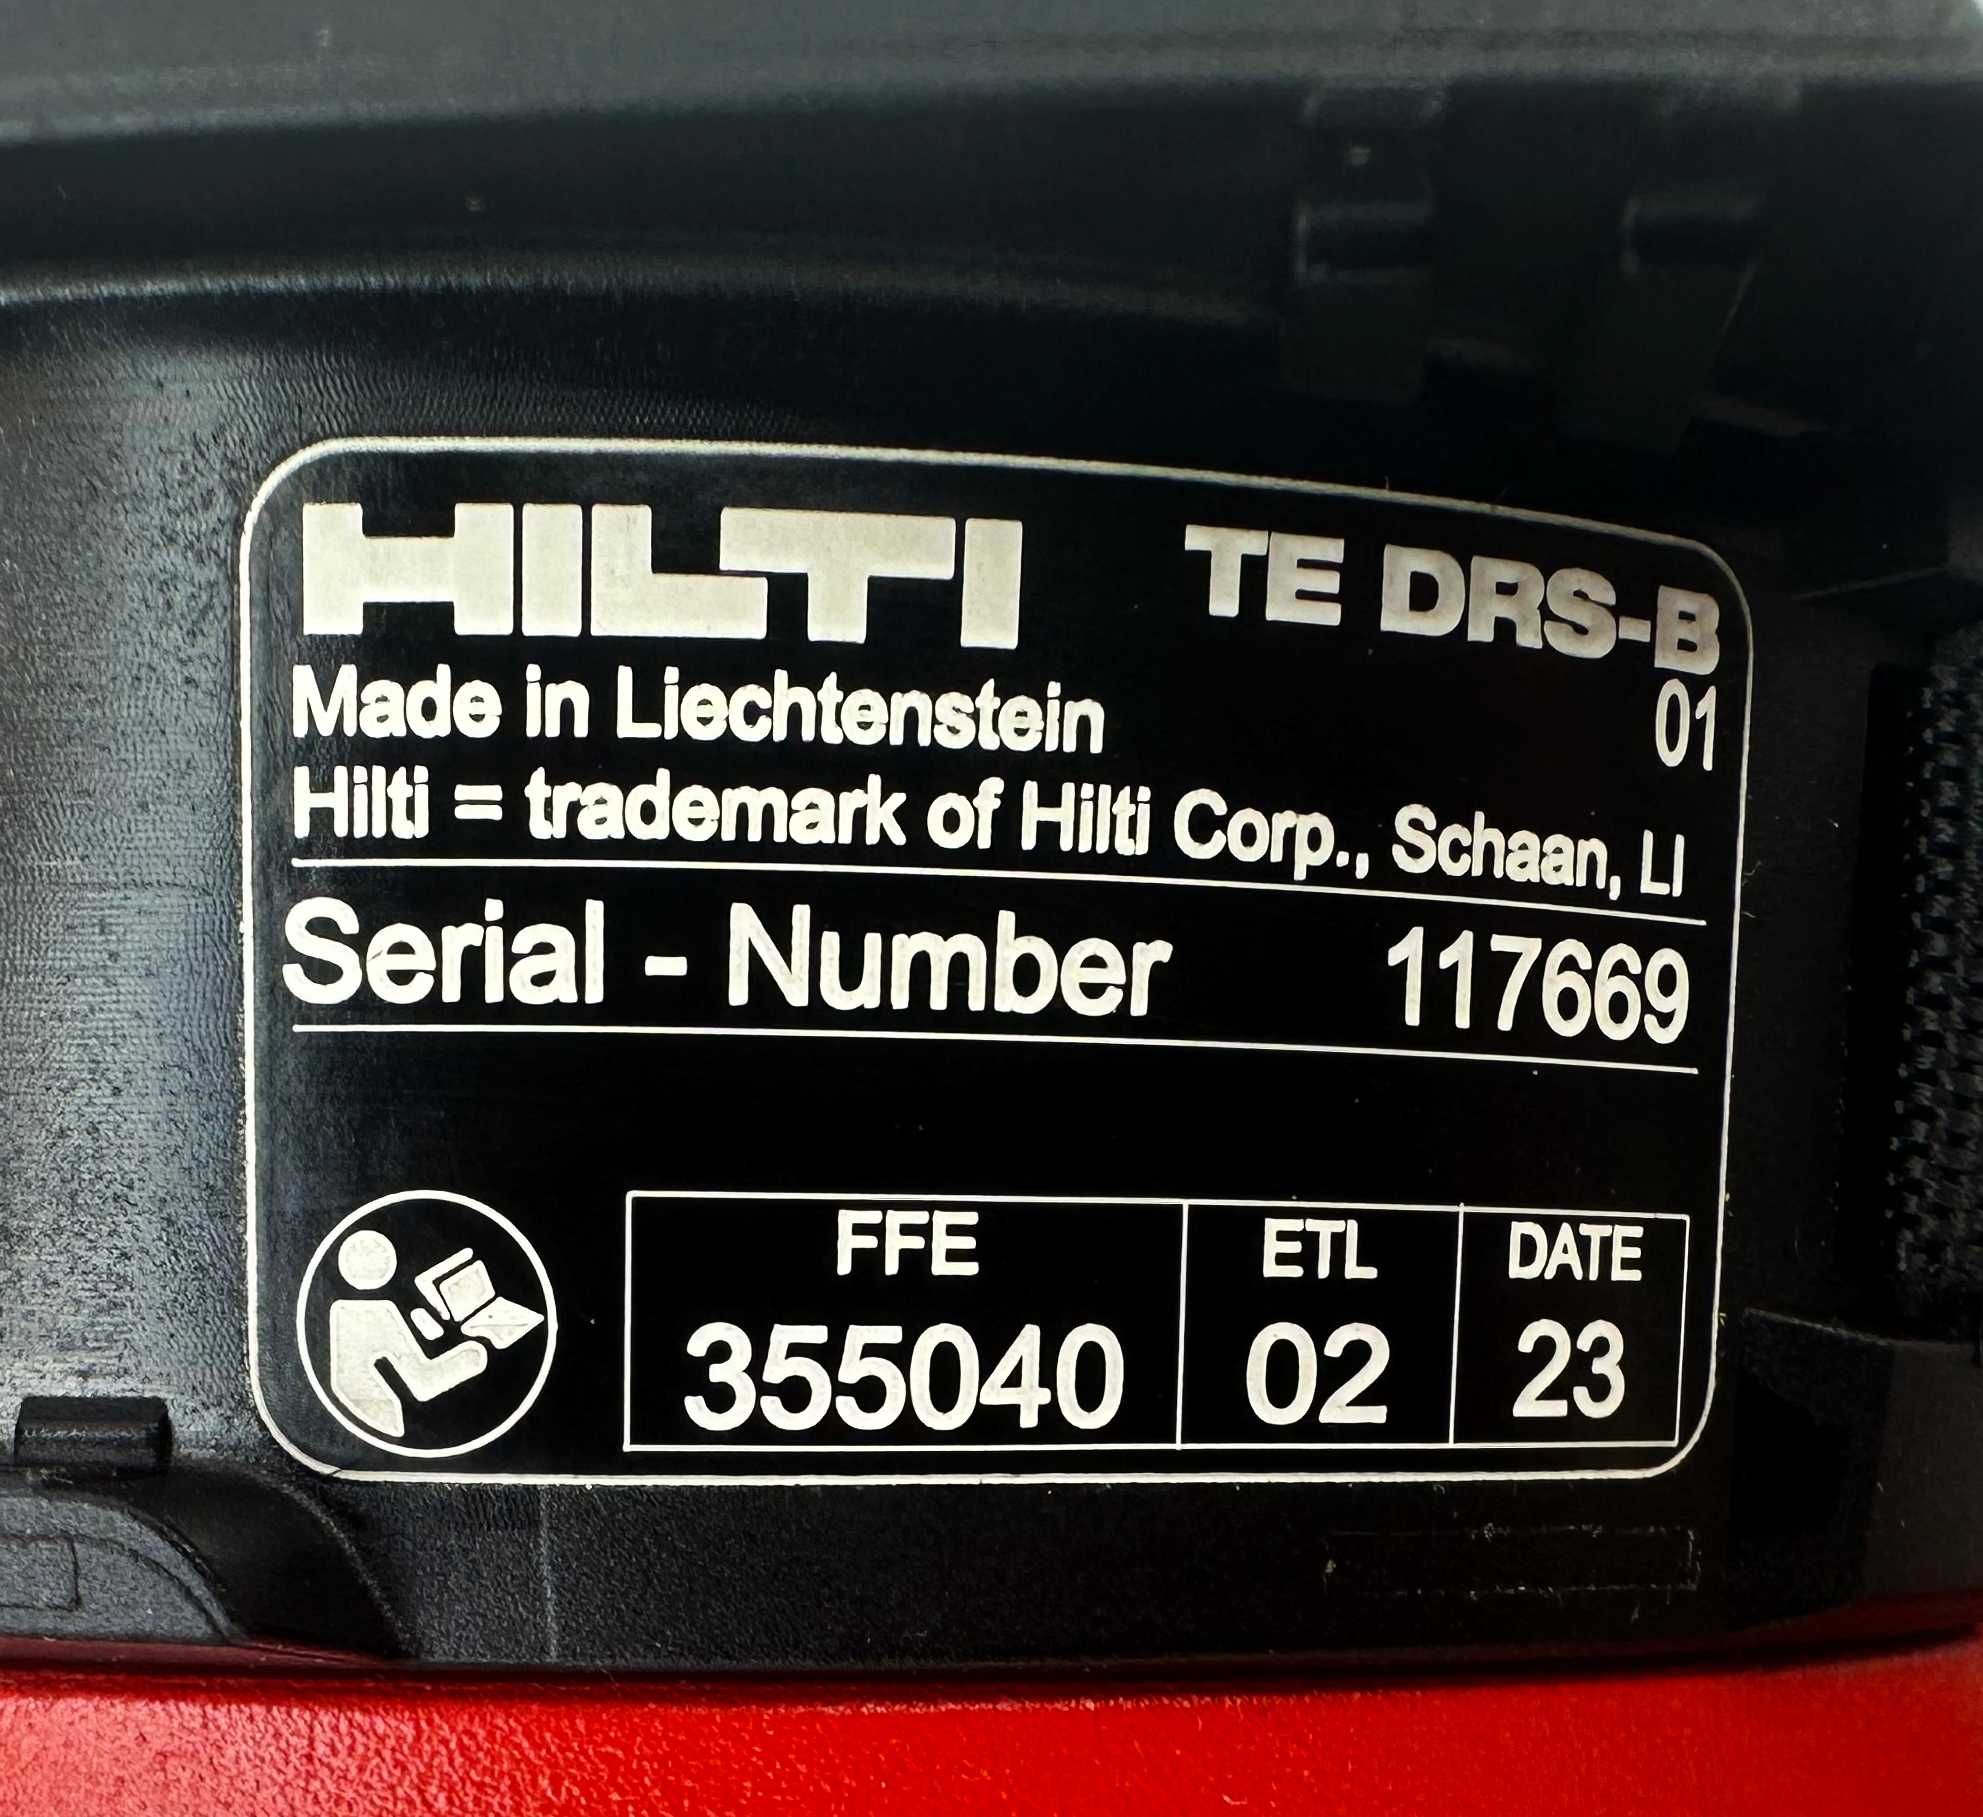 HILTI TE DRS-B
Made in Liechtenstein 01
Hilti = trademark of Hilti Corp., Schaan, LI
Serial - Number 117669
FFE ETL DATE
355040 02 23